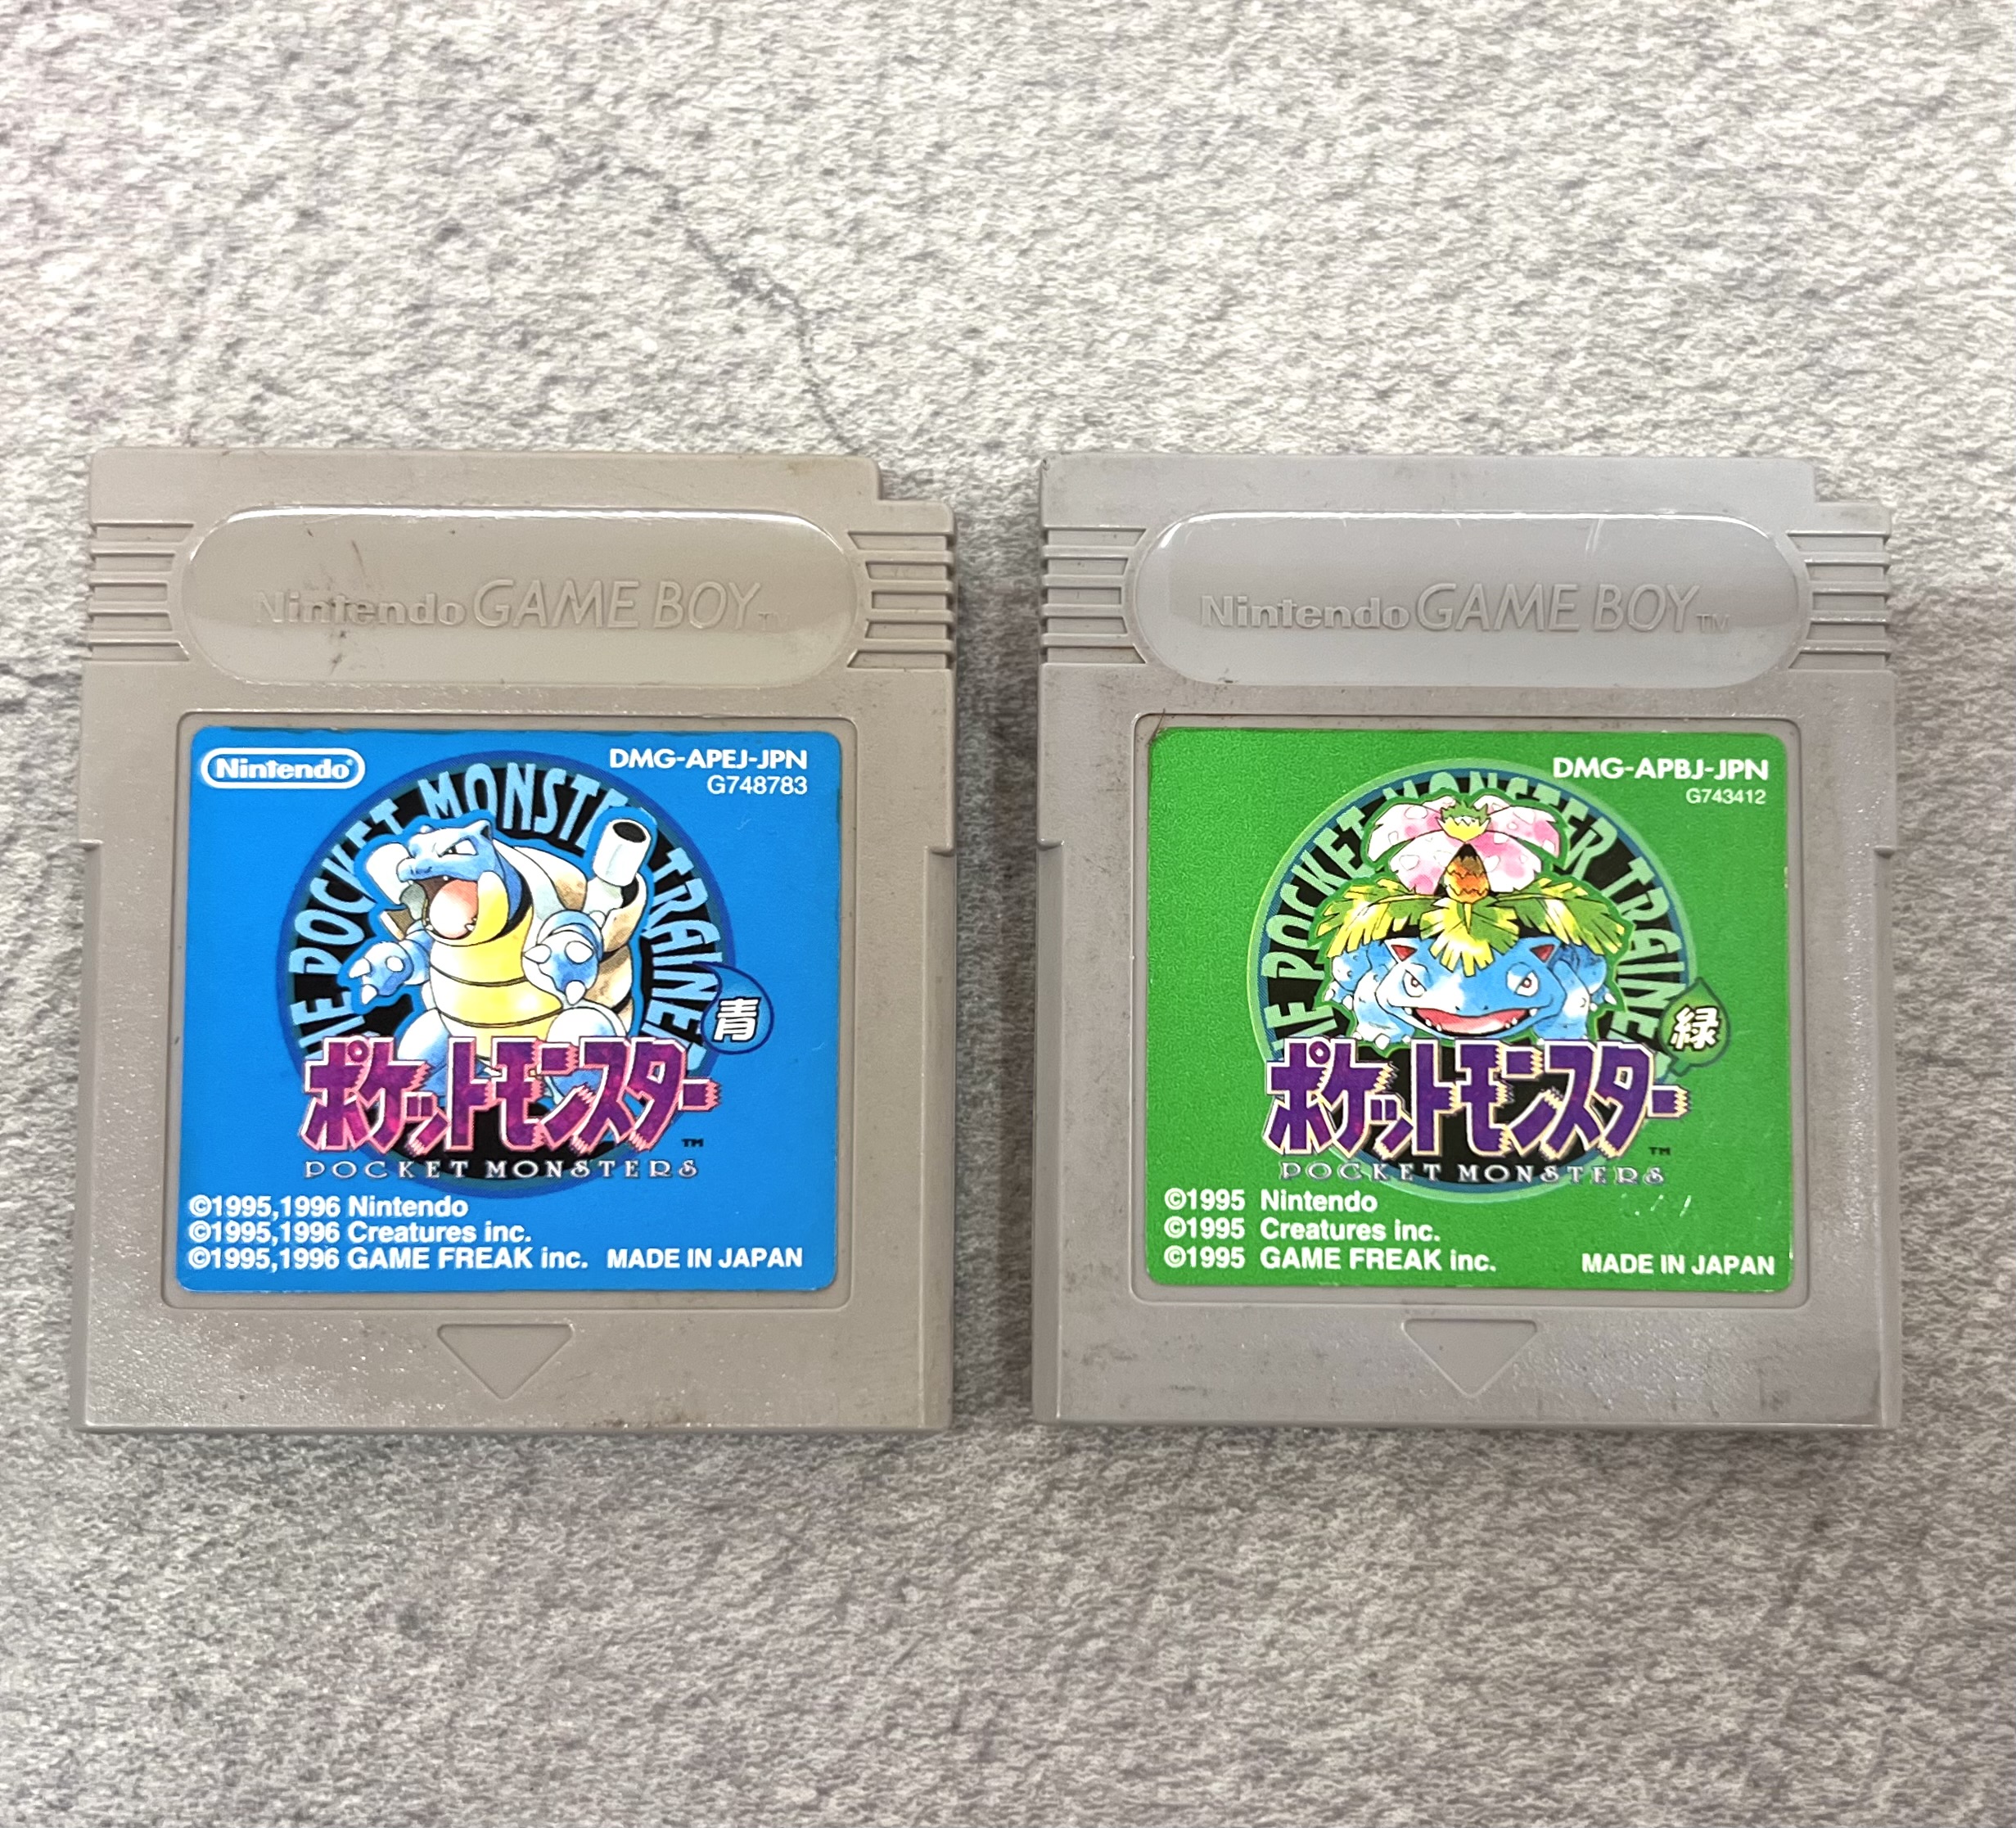 Nintendo GAME BOY TM
Nintendo®
DMG-APEJ-JPN
G748783
THE POCKET MONSTER TRAINER
青
ポケットモンスター TM
POCKET MONSTERS
©1995,1996 Nintendo
©1995,1996 Creatures inc.
©1995,1996 GAME FREAK inc. MADE IN JAPAN
Nintendo GAME BOY TM
DMG-APBJ-JPN
G743412
THE POCKET MONSTER TRAINER
緑
ポケットモンスター TM
POCKET MONSTERS
©1995 Nintendo
©1995 Creatures inc.
©1995 GAME FREAK inc. MADE IN JAPAN